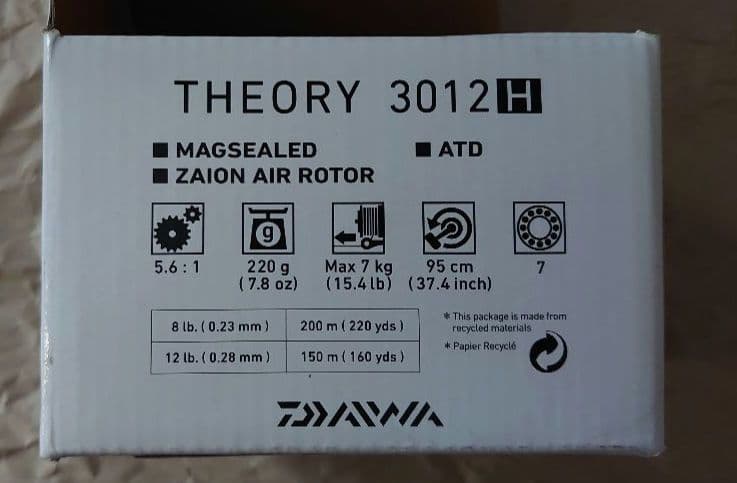 THEORY 3012H
■ MAGSEALED ■ ATD
■ ZAION AIR ROTOR
g
5.6 : 1 220 g Max 7 kg 95 cm 7
( 7.8 oz) (15.4 lb) (37.4 inch)
8 lb. ( 0.23 mm ) 200 m ( 220 yds )
12 lb. ( 0.28 mm ) 150 m ( 160 yds )
* This package is made from
recycled materials
* Papier Recyclé
DAIWA